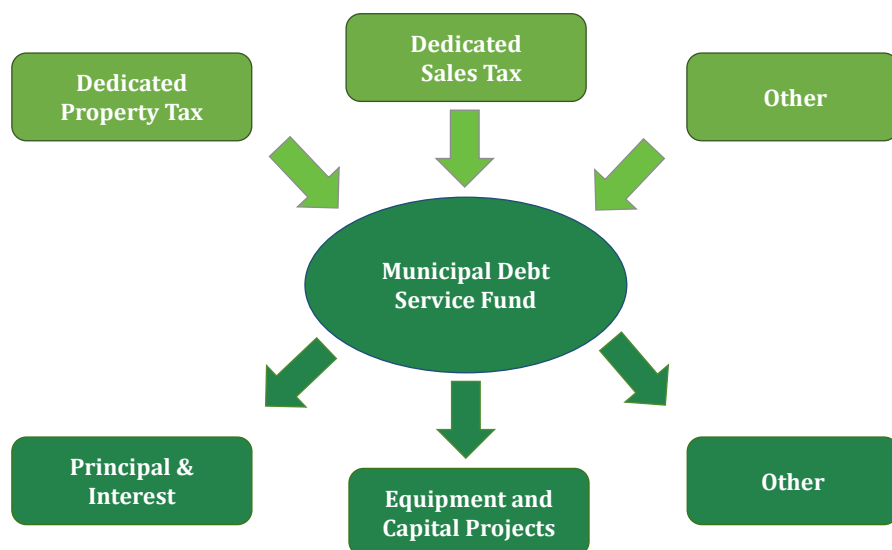 Dedicated
Property Tax
Dedicated
Sales Tax
Other
Municipal Debt
Service Fund
Principal &
Interest
Equipment and
Capital Projects
Other